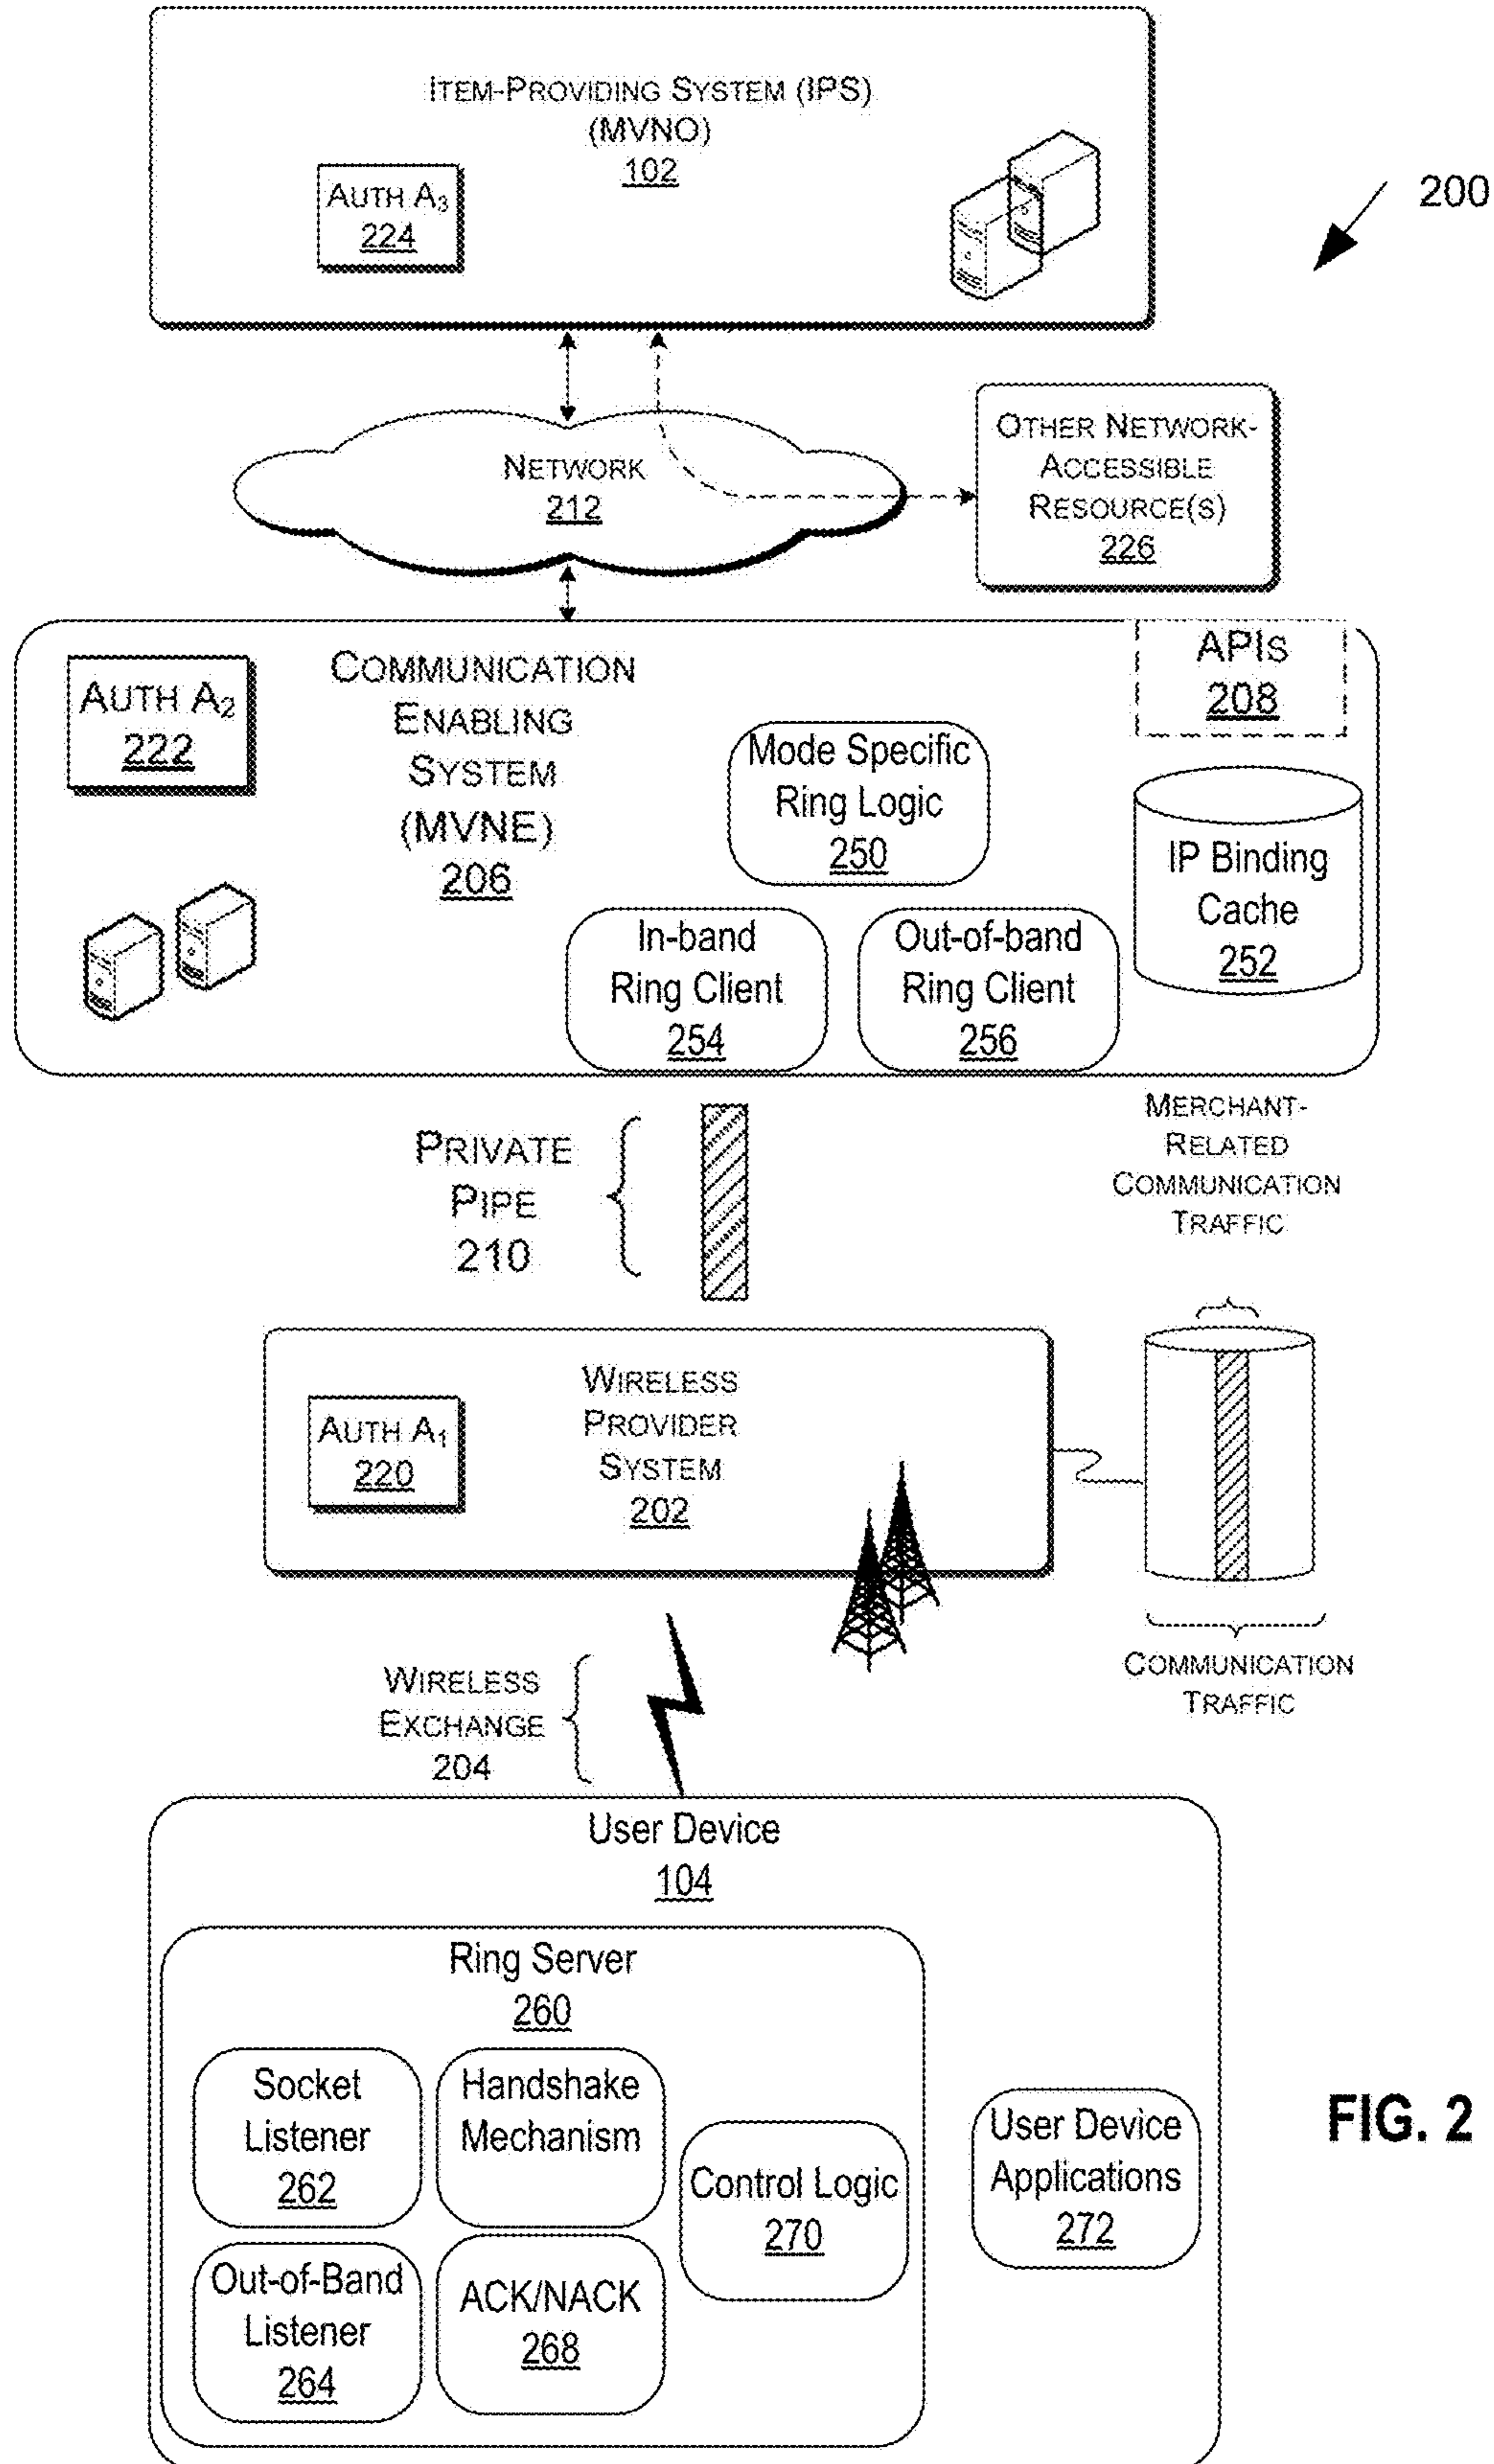 ITEM-PROVIDING SYSTEM (IPS)
(MVNO)
102
AUTH A3
224
200
NETWORK
212
OTHER NETWORK-
ACCESSIBLE
RESOURCE(S)
226
AUTH A2
222
COMMUNICATION
ENABLING
SYSTEM
(MVNE)
206
APIS
208
Mode Specific
Ring Logic
250
IP Binding
Cache
252
In-band
Ring Client
254
Out-of-band
Ring Client
256
PRIVATE
PIPE
210
MERCHANT-
RELATED
COMMUNICATION
TRAFFIC
WIRELESS
PROVIDER
SYSTEM
202
AUTH A1
220
COMMUNICATION
TRAFFIC
WIRELESS
EXCHANGE
204
User Device
104
Ring Server
260
Socket
Listener
262
Handshake
Mechanism
Control Logic
270
User Device
Applications
272
Out-of-Band
Listener
264
ACK/NACK
268
FIG. 2